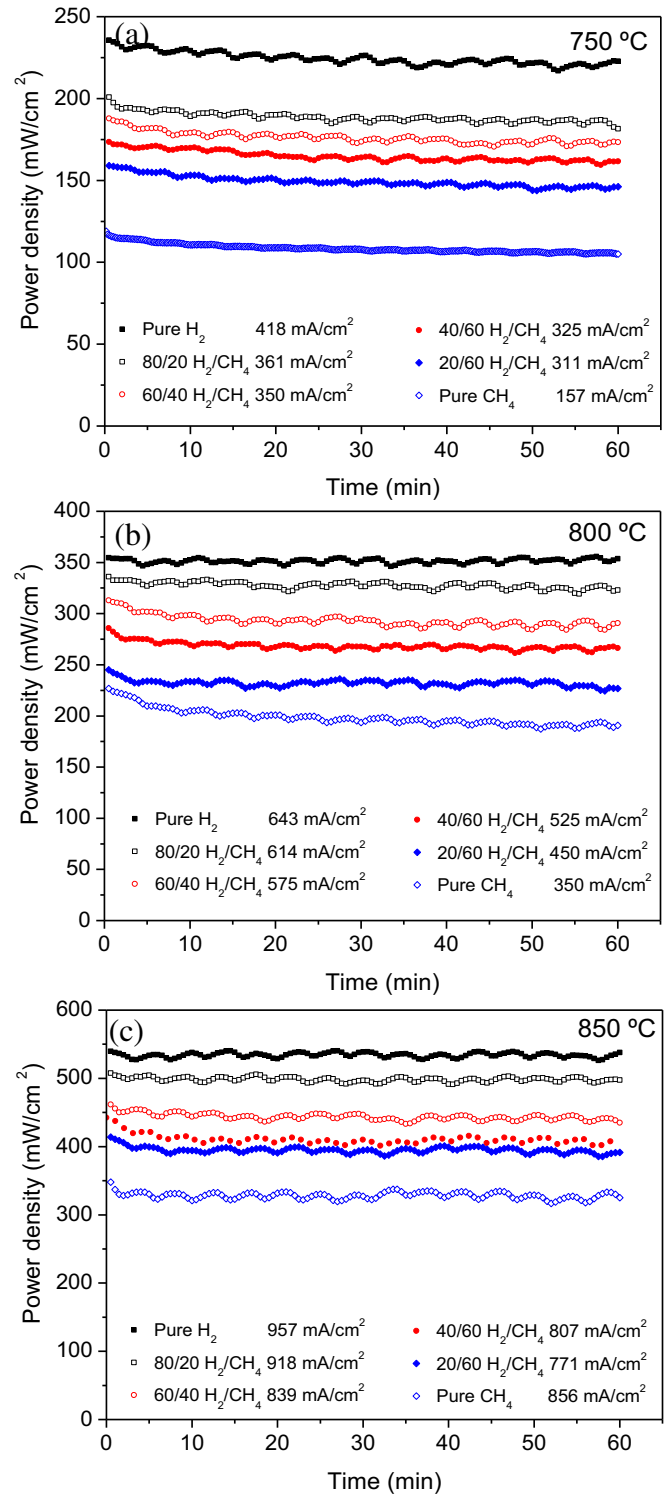 (a)
750 ºC
250
200
150
100
50
0
Power density (mW/cm²)
Pure H₂ 418 mA/cm²
80/20 H₂/CH₄ 361 mA/cm²
60/40 H₂/CH₄ 350 mA/cm²
40/60 H₂/CH₄ 325 mA/cm²
20/60 H₂/CH₄ 311 mA/cm²
Pure CH₄ 157 mA/cm²
0 10 20 30 40 50 60
Time (min)
(b)
800 ºC
400
350
300
250
200
150
100
50
0
Power density (mW/cm²)
Pure H₂ 643 mA/cm²
80/20 H₂/CH₄ 614 mA/cm²
60/40 H₂/CH₄ 575 mA/cm²
40/60 H₂/CH₄ 525 mA/cm²
20/60 H₂/CH₄ 450 mA/cm²
Pure CH₄ 350 mA/cm²
0 10 20 30 40 50 60
Time (min)
(c)
850 ºC
600
500
400
300
200
100
0
Power density (mW/cm²)
Pure H₂ 957 mA/cm²
80/20 H₂/CH₄ 918 mA/cm²
60/40 H₂/CH₄ 839 mA/cm²
40/60 H₂/CH₄ 807 mA/cm²
20/60 H₂/CH₄ 771 mA/cm²
Pure CH₄ 856 mA/cm²
0 10 20 30 40 50 60
Time (min)